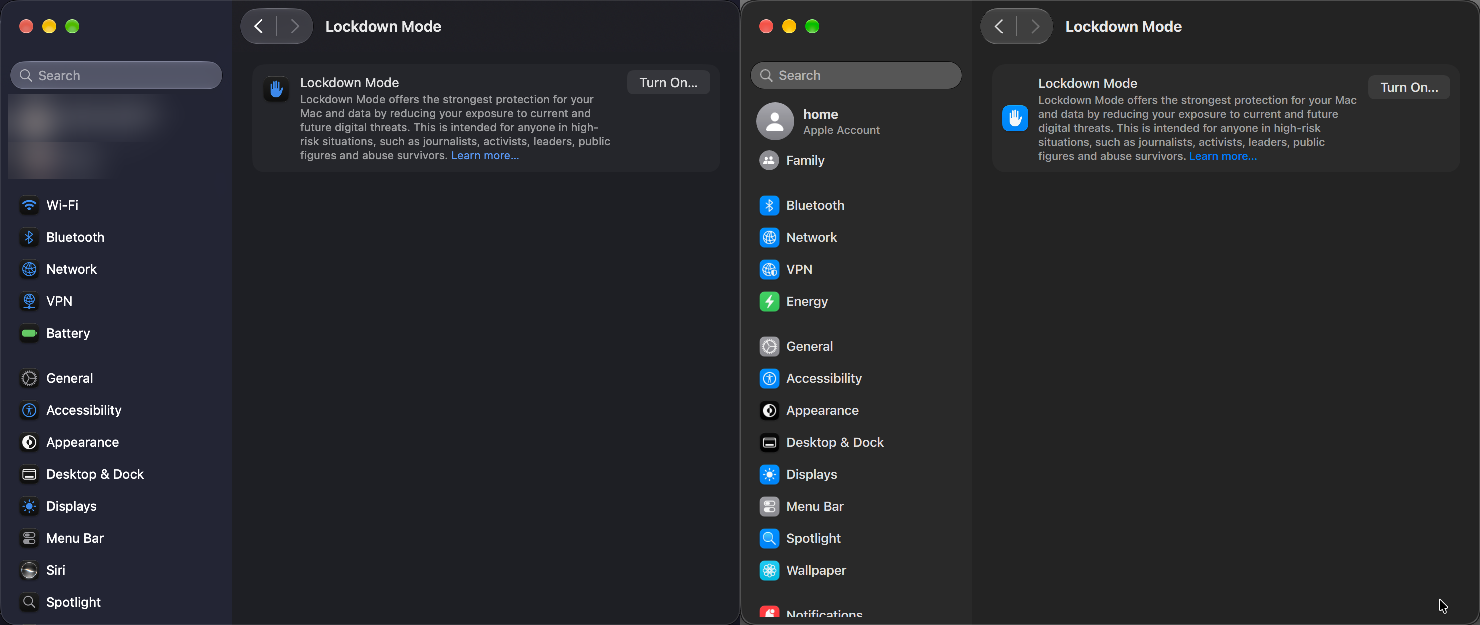 Lockdown Mode
Search
Lockdown Mode
Turn On...
Lockdown Mode offers the strongest protection for your
Mac and data by reducing your exposure to current and
future digital threats. This is intended for anyone in high-
risk situations, such as journalists, activists, leaders, public
figures and abuse survivors. Learn more...
Wi-Fi
Bluetooth
Network
VPN
Battery
General
Accessibility
Appearance
Desktop & Dock
Displays
Menu Bar
Siri
Spotlight
Lockdown Mode
Search
home
Apple Account
Family
Lockdown Mode
Turn On...
Lockdown Mode offers the strongest protection for your Mac
and data by reducing your exposure to current and future
digital threats. This is intended for anyone in high-risk
situations, such as journalists, activists, leaders, public
figures and abuse survivors. Learn more...
Bluetooth
Network
VPN
Energy
General
Accessibility
Appearance
Desktop & Dock
Displays
Menu Bar
Spotlight
Wallpaper
Notifications